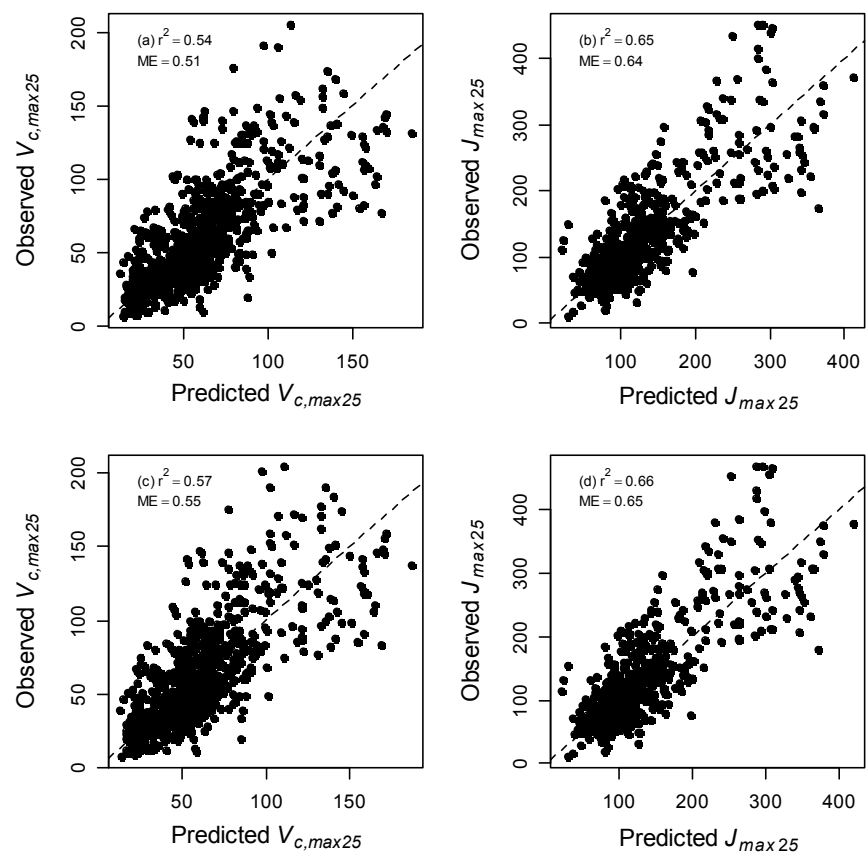 (a) r² = 0.54
ME = 0.51
Observed V_c,max25
0
50
100
150
200
50
100
150
Predicted V_c,max25
(b) r² = 0.65
ME = 0.64
Observed J_max25
0
100
200
300
400
100
200
300
400
Predicted J_max25
(c) r² = 0.57
ME = 0.55
Observed V_c,max25
0
50
100
150
200
50
100
150
Predicted V_c,max25
(d) r² = 0.66
ME = 0.65
Observed J_max25
0
100
200
300
400
100
200
300
400
Predicted J_max25